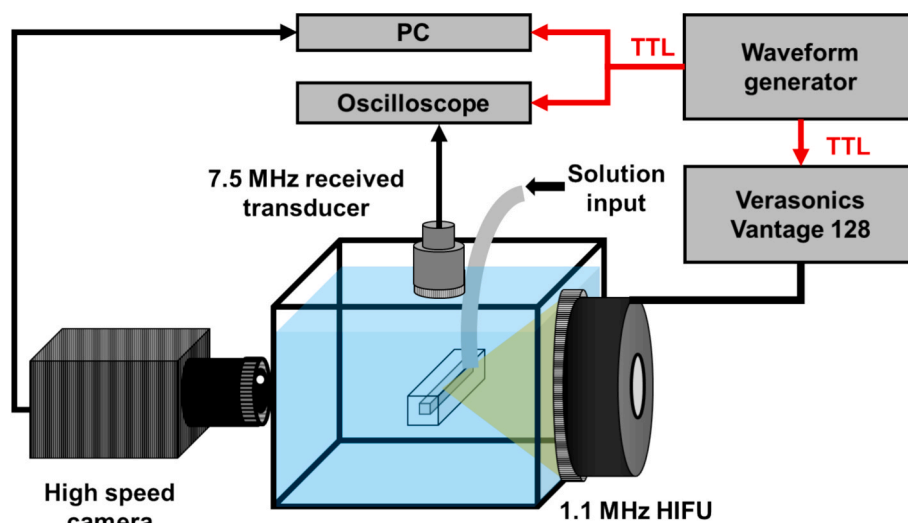 PC
TTL
Waveform
generator
Oscilloscope
TTL
7.5 MHz received
transducer
Solution
input
Verasonics
Vantage 128
High speed
camera
1.1 MHz HIFU